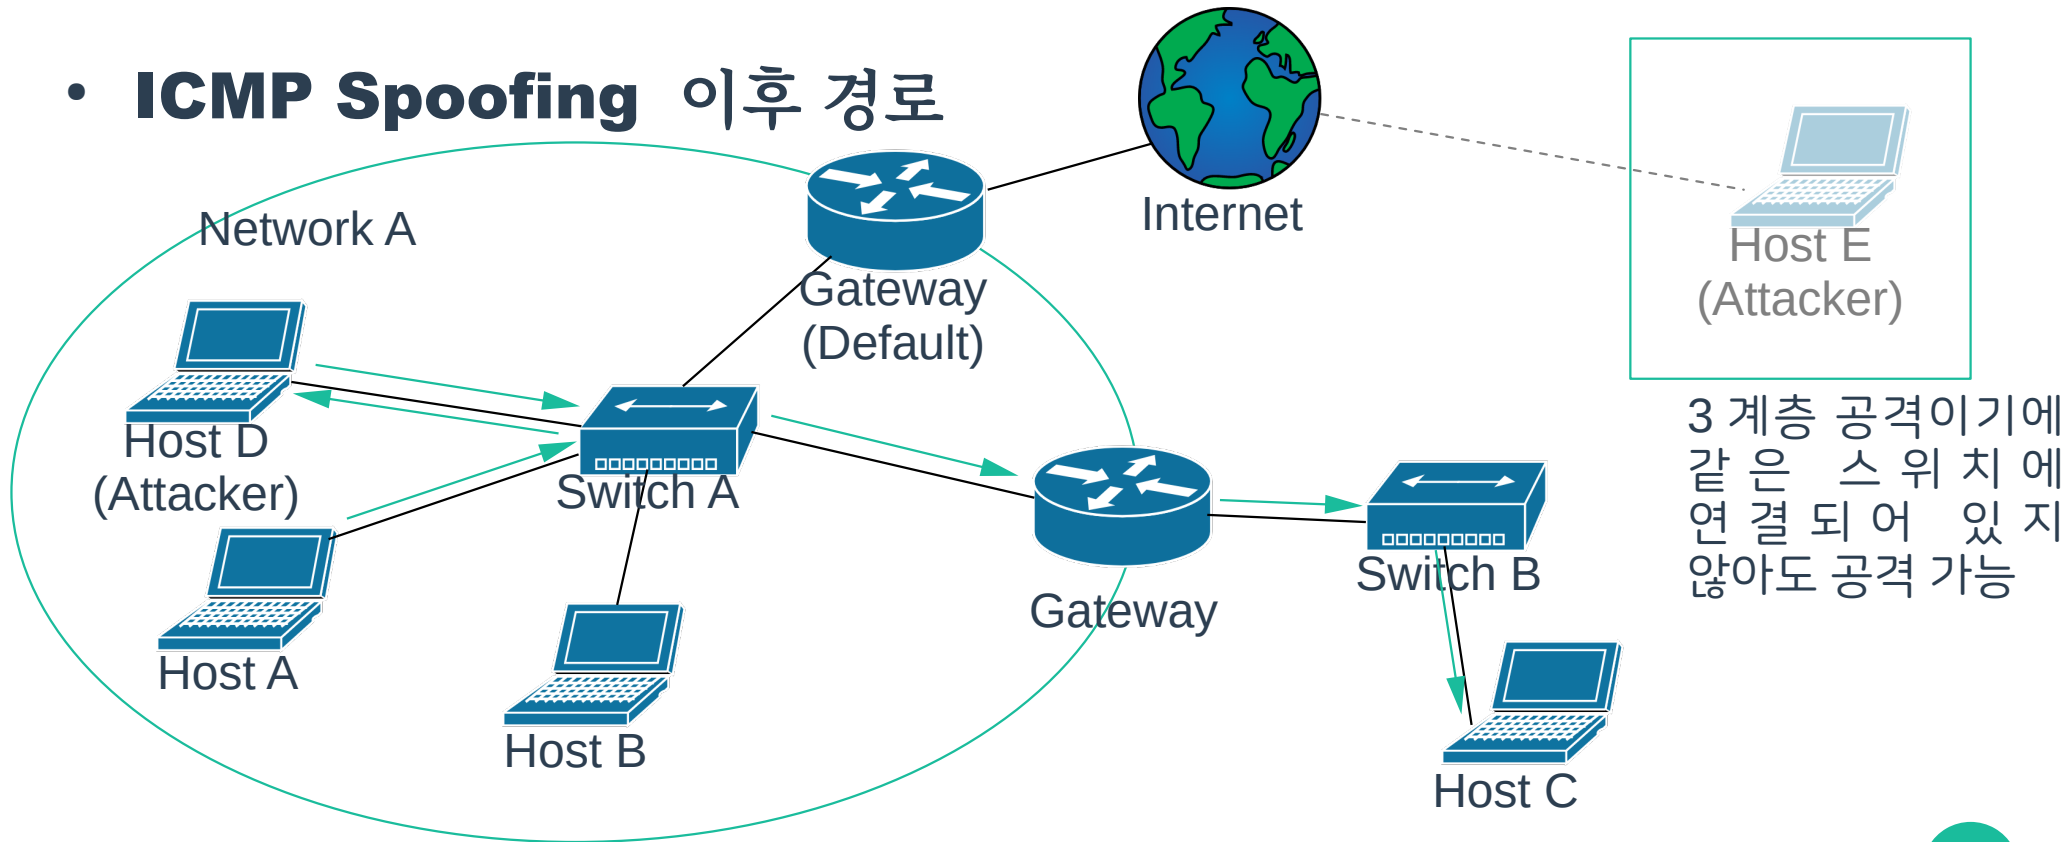 • ICMP Spoofing 이후 경로
Network A
Internet
Gateway
(Default)
Host E
(Attacker)
3 계층 공격이기에
같은 스위치에
연결되어 있지
않아도 공격 가능
Host D
(Attacker)
Switch A
Switch B
Gateway
Host A
Host B
Host C